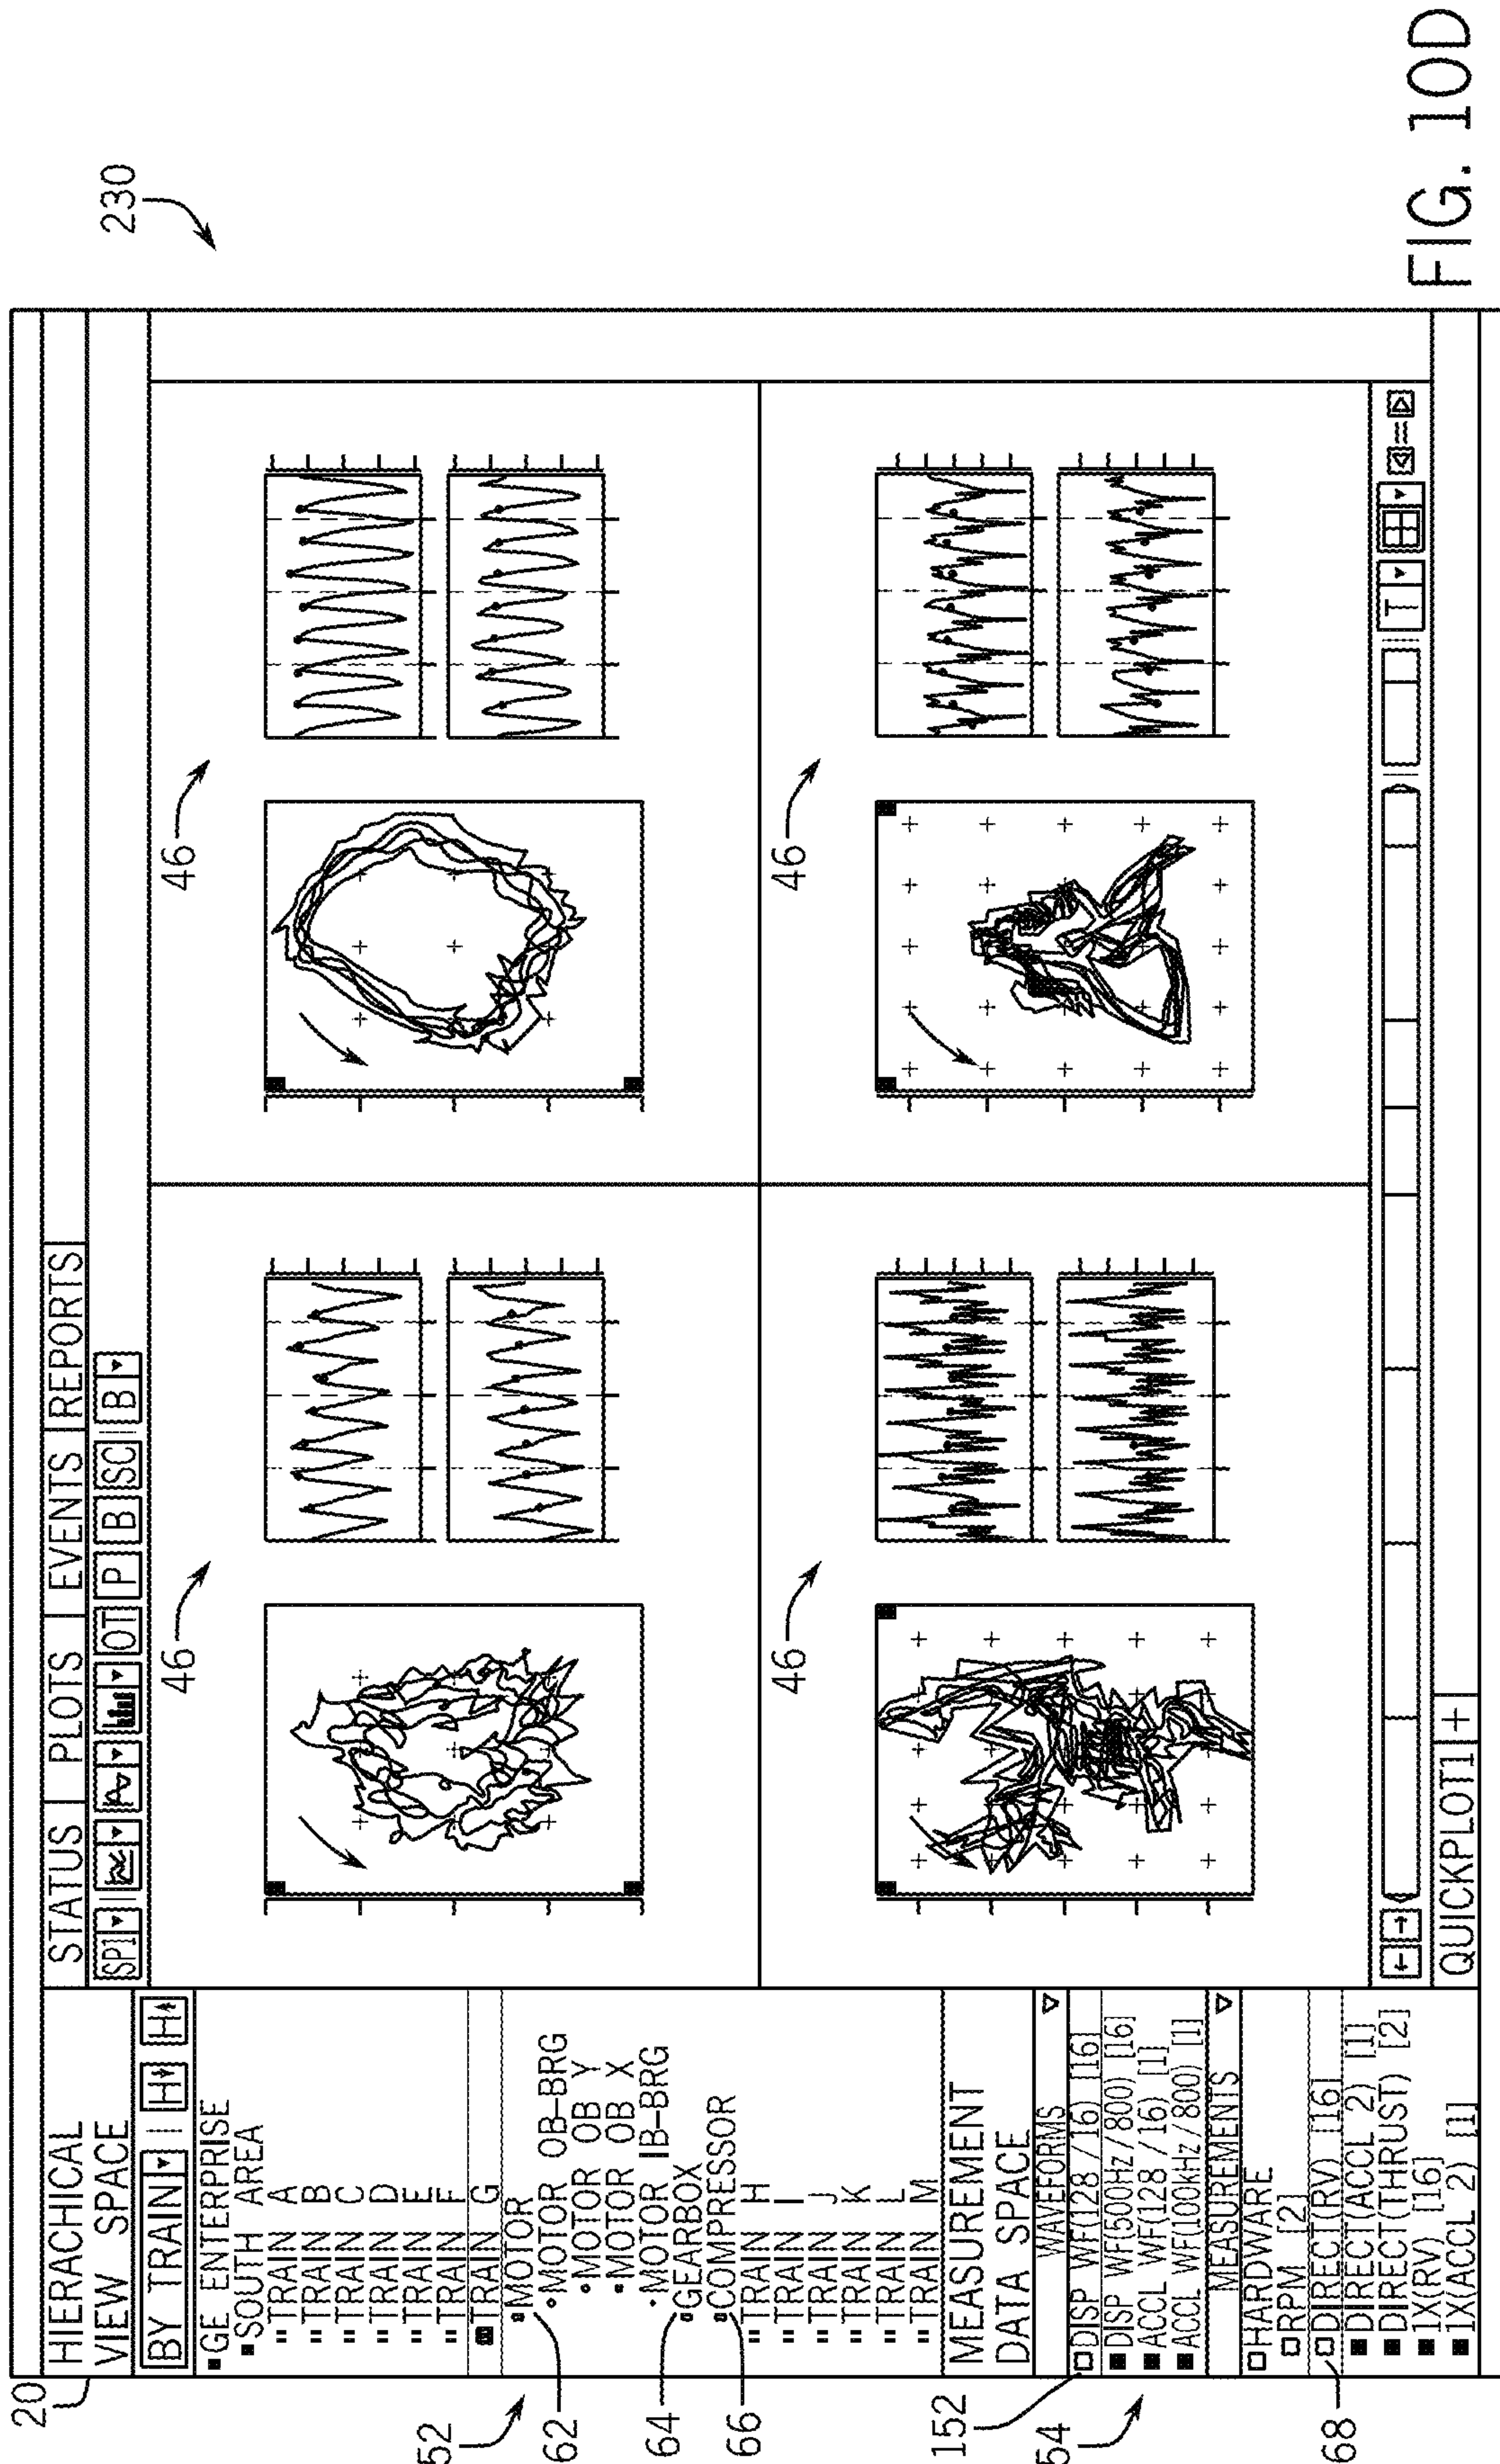 20
HIERACHICAL
VIEW SPACE
BY TRAIN
H
H
GE ENTERPRISE
SOUTH AREA
TRAIN A
TRAIN B
TRAIN C
TRAIN D
TRAIN E
TRAIN F
TRAIN G
MOTOR
MOTOR OB-BRG
MOTOR OB Y
MOTOR OB X
MOTOR IB-BRG
GEARBOX
COMPRESSOR
TRAIN H
TRAIN I
TRAIN J
TRAIN K
TRAIN L
TRAIN M
52
62
64
66
MEASUREMENT
DATA SPACE
WAVEFORMS
DISP WF(128/16) [16]
DISP WF(500Hz/800) [16]
ACCL WF(128/16) [1]
ACCL WF(100kHz/800) [1]
MEASUREMENTS
HARDWARE
RPM [2]
DIRECT(RV) [16]
DIRECT(ACCL 2) [1]
DIRECT(THRUST) [2]
1X(RV) [16]
1X(ACCL 2) [1]
152
54
68
STATUS PLOTS EVENTS REPORTS
SP1 OT P B SC B
46
46
46
46
T
QUICKPLOT1 +
230
FIG. 10D